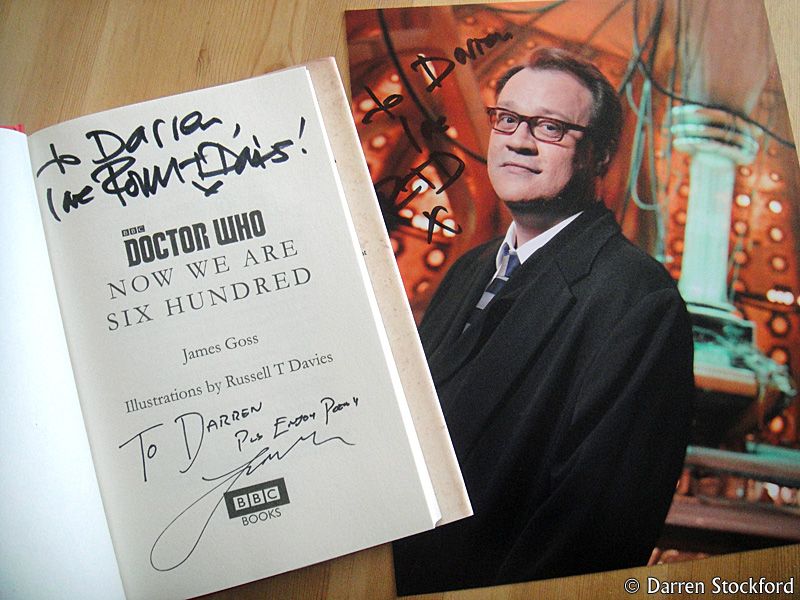 To Darren,
love Russell T Davies!
BBC
DOCTOR WHO
NOW WE ARE
SIX HUNDRED
James Goss
Illustrations by Russell T Davies
TO DARREN
PLS ENJOY POETRY
BBC
BOOKS
to Darren
love
RTD
X
© Darren Stockford